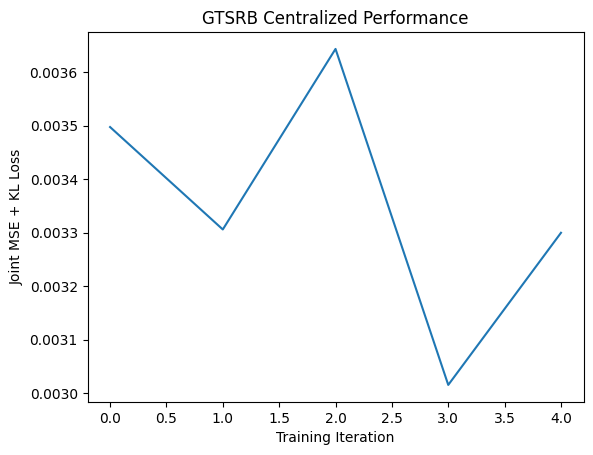 GTSRB Centralized Performance
0.0036
0.0035
0.0034
0.0033
0.0032
0.0031
0.0030
Joint MSE + KL Loss
0.0 0.5 1.0 1.5 2.0 2.5 3.0 3.5 4.0
Training Iteration